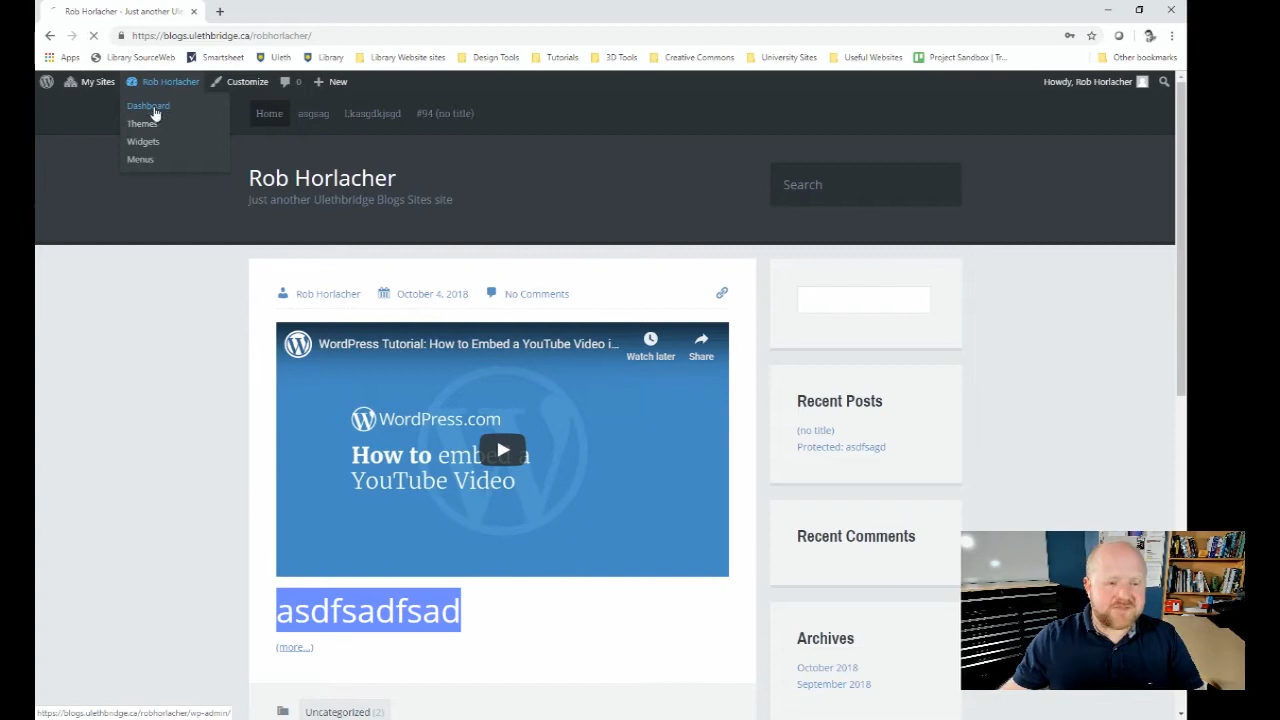 Rob Horlacher - Just another Ule
https://blogs.ulethbridge.ca/robhorlacher/
Apps Library SourceWeb Smartsheet Uleth Library Library Website sites Design Tools Tutorials 3D Tools Creative Commons University Sites Useful Websites Project Sandbox | Trel... Other bookmarks
My Sites Rob Horlacher Customize New Howdy, Rob Horlacher
Dashboard
Themes
Widgets
Menus
Home asgsag l;kasgdkjsgd #94 (no title)
Rob Horlacher
Just another Ulethbridge Blogs Sites site
Search
Rob Horlacher October 4, 2018 No Comments
WordPress Tutorial: How to Embed a YouTube Video i...
Watch later Share
WordPress.com
How to embed a
YouTube Video
asdfsadfsad
(more...)
Uncategorized (2)
Recent Posts
(no title)
Protected: asdfsagd
Recent Comments
Archives
October 2018
September 2018
https://blogs.ulethbridge.ca/robhorlacher/wp-admin/